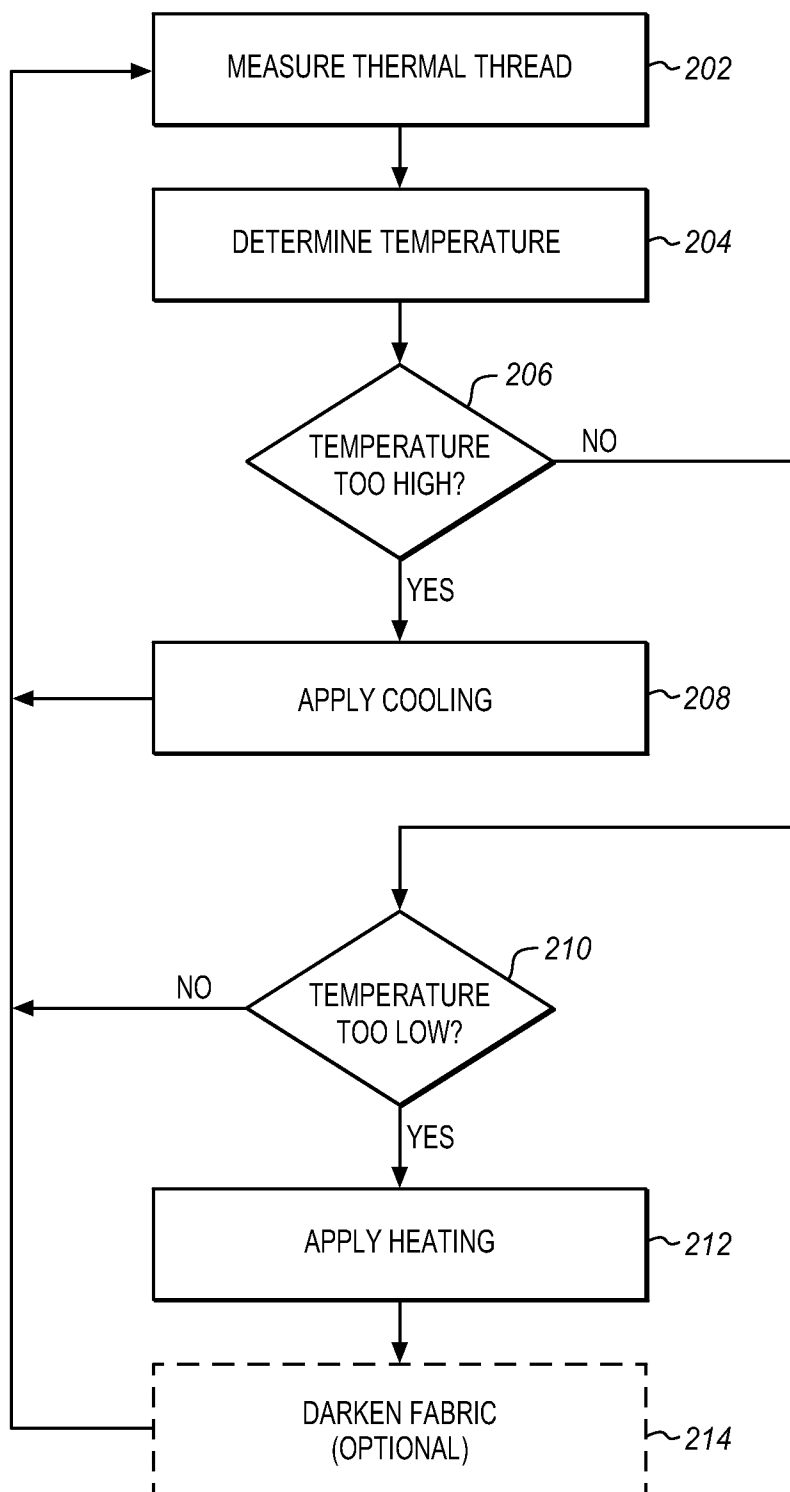 MEASURE THERMAL THREAD
202
DETERMINE TEMPERATURE
204
206
TEMPERATURE
TOO HIGH?
NO
YES
APPLY COOLING
208
210
NO
TEMPERATURE
TOO LOW?
YES
APPLY HEATING
212
DARKEN FABRIC
(OPTIONAL)
214